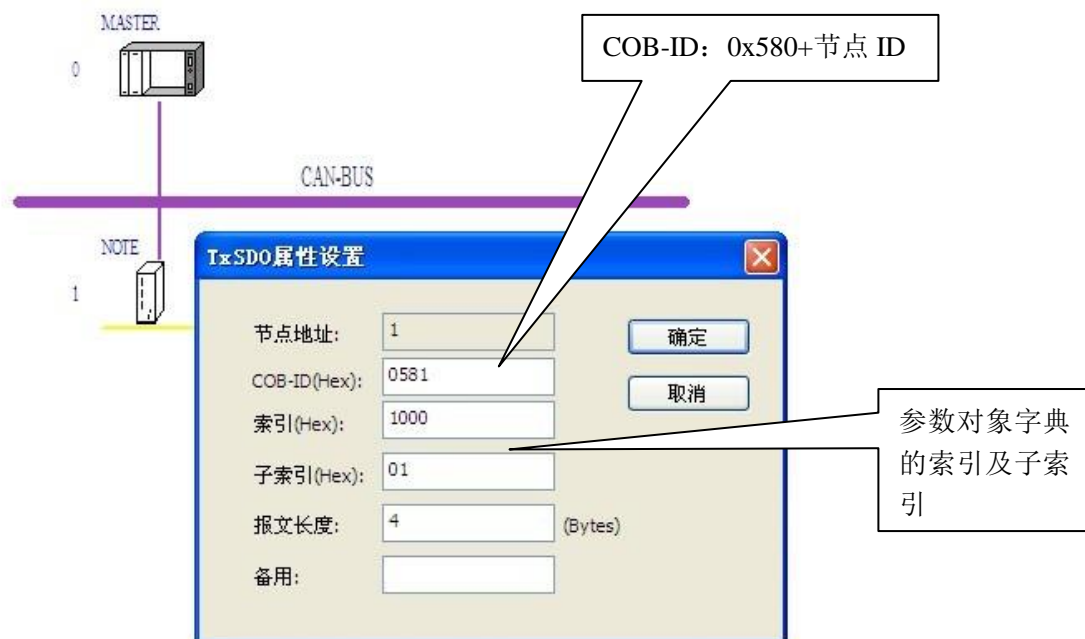 MASTER
0
COB-ID：0x580+节点 ID
CAN-BUS
NOTE
1
TxSDO属性设置
节点地址: 1
确定
COB-ID(Hex): 0581
取消
索引(Hex): 1000
参数对象字典
的索引及子索
引
子索引(Hex): 01
报文长度: 4 (Bytes)
备用: